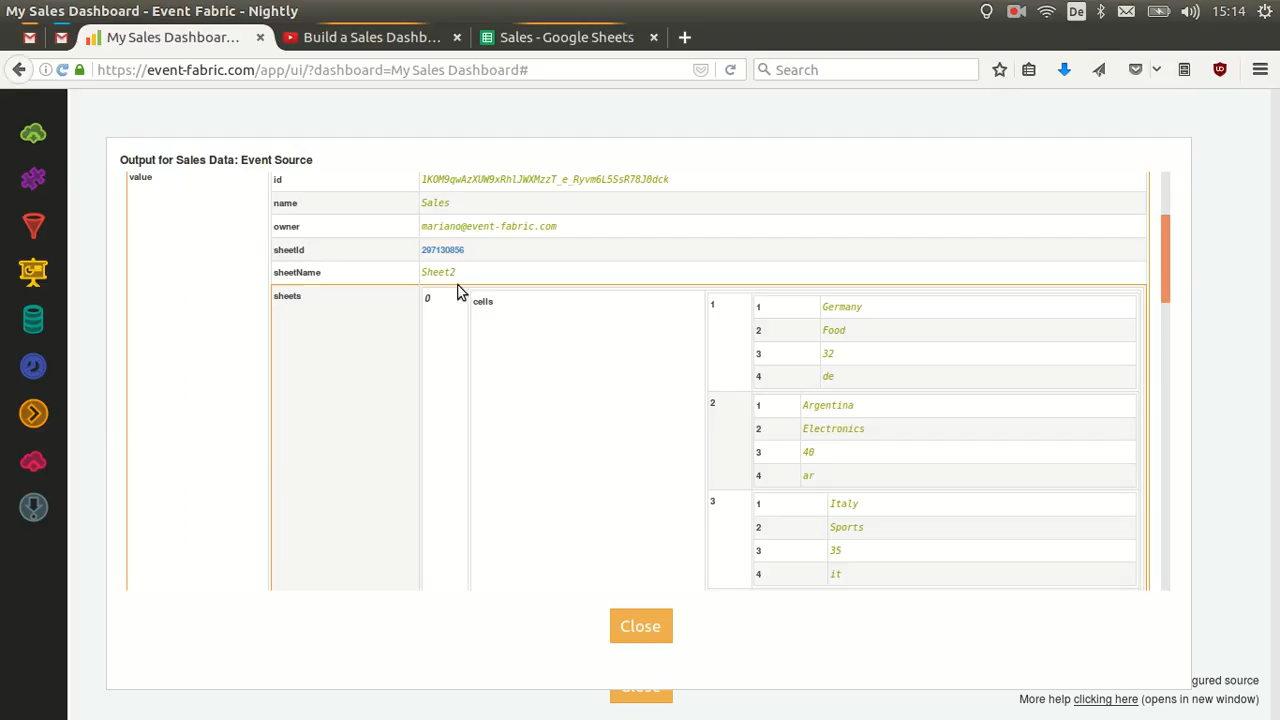 My Sales Dashboard - Event Fabric - Nightly
De
15:14
My Sales Dashboar... ×
Build a Sales Dashb... ×
Sales - Google Sheets ×
https://event-fabric.com/app/ui/?dashboard=My Sales Dashboard#
Search
Output for Sales Data: Event Source
value
id 1KOM9qwAzXUW9xRhlJWXMzzT_e_Ryvm6L5SsR78J0dck
name Sales
owner mariano@event-fabric.com
sheetId 297130856
sheetName Sheet2
sheets 0 cells
1
1 Germany
2 Food
3 32
4 de
2
1 Argentina
2 Electronics
3 40
4 ar
3
1 Italy
2 Sports
3 35
4 it
Close
Close
gured source
More help clicking here (opens in new window)